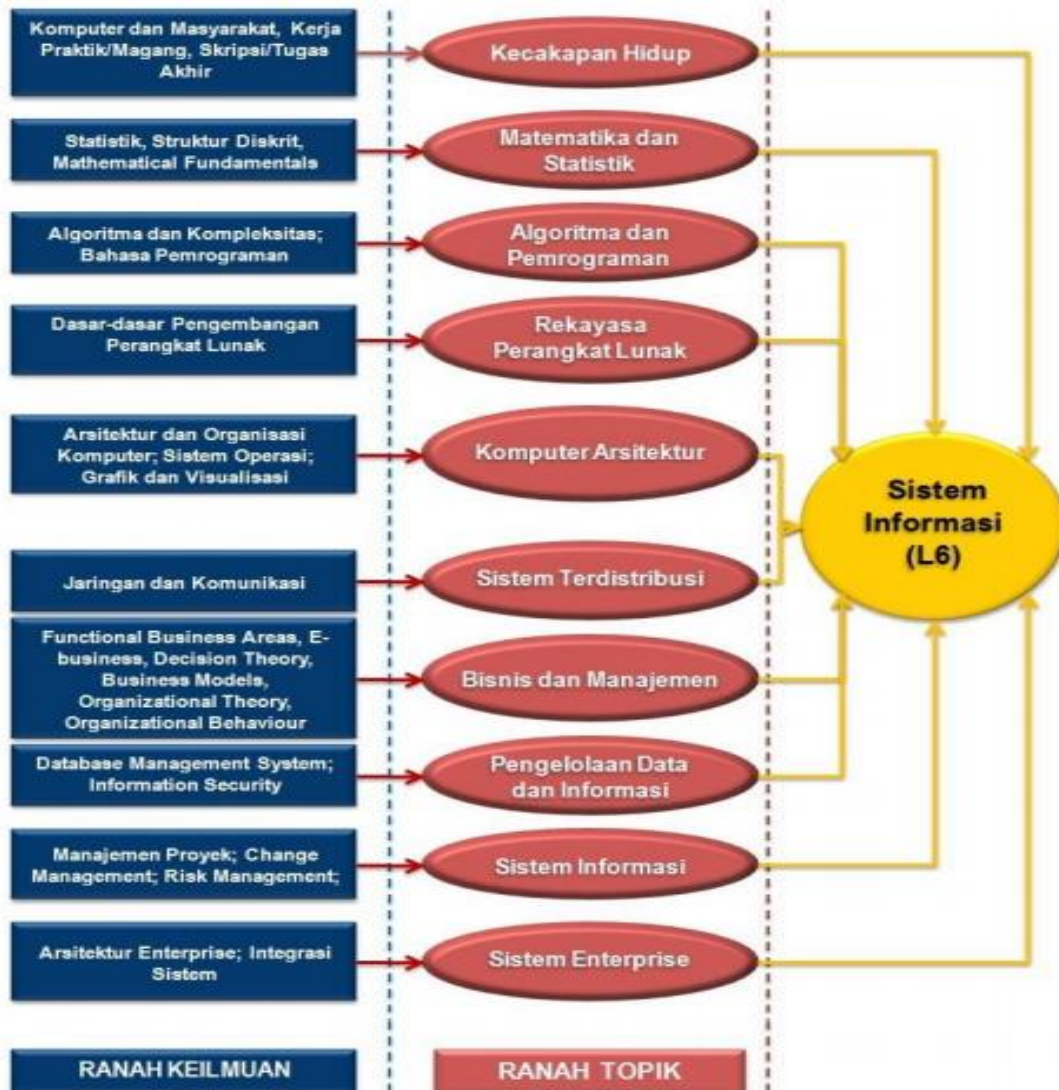 Komputer dan Masyarakat, Kerja
Praktik/Magang, Skripsi/Tugas
Akhir
Kecakapan Hidup
Statistik, Struktur Diskrit,
Mathematical Fundamentals
Matematika dan
Statistik
Algoritma dan Kompleksitas;
Bahasa Pemrograman
Algoritma dan
Pemrograman
Dasar-dasar Pengembangan
Perangkat Lunak
Rekayasa
Perangkat Lunak
Arsitektur dan Organisasi
Komputer; Sistem Operasi;
Grafik dan Visualisasi
Komputer Arsitektur
Sistem
Informasi
(L6)
Jaringan dan Komunikasi
Sistem Terdistribusi
Functional Business Areas, E-
business, Decision Theory,
Business Models,
Organizational Theory,
Organizational Behaviour
Bisnis dan Manajemen
Database Management System;
Information Security
Pengelolaan Data
dan Informasi
Manajemen Proyek; Change
Management; Risk Management;
Sistem Informasi
Arsitektur Enterprise; Integrasi
Sistem
Sistem Enterprise
RANAH KEILMUAN
RANAH TOPIK